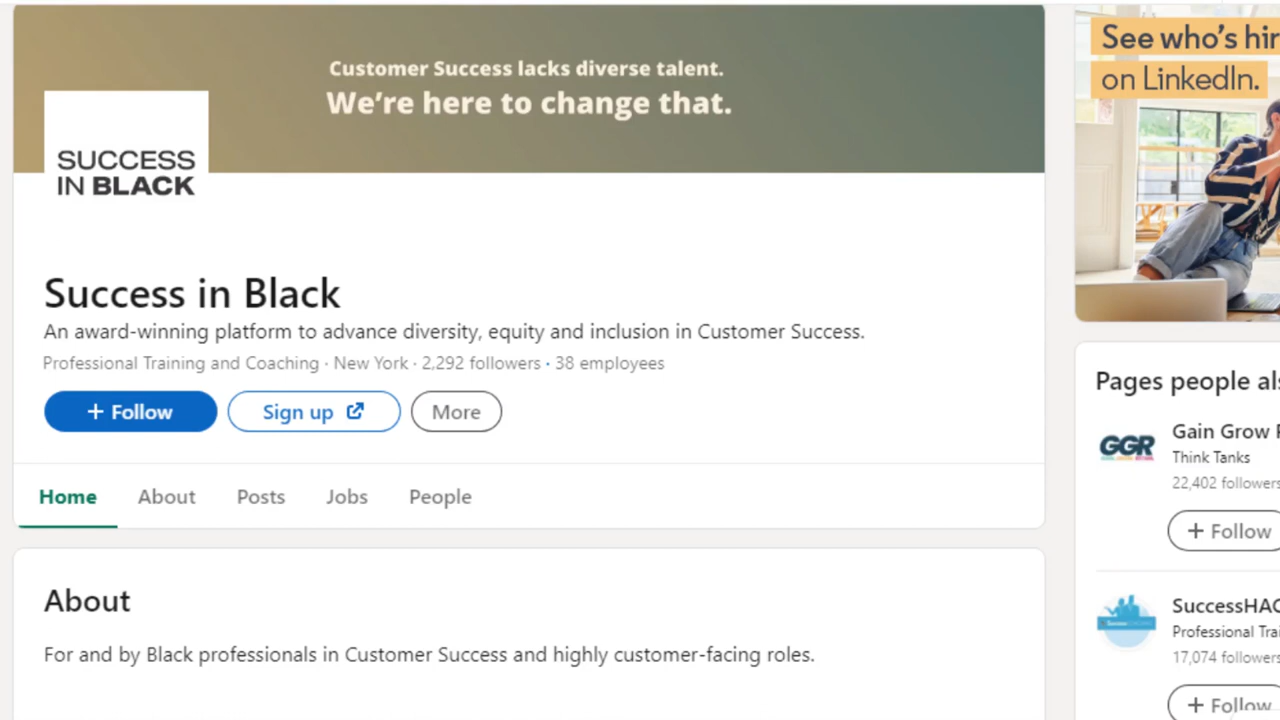 Customer Success lacks diverse talent.
We're here to change that.
SUCCESS
IN BLACK
Success in Black
An award-winning platform to advance diversity, equity and inclusion in Customer Success.
Professional Training and Coaching · New York · 2,292 followers · 38 employees
+ Follow
Sign up
More
Home
About
Posts
Jobs
People
About
For and by Black professionals in Customer Success and highly customer-facing roles.
See who's
on LinkedIn.
Pages people
GGR
Gain Grow
Think Tanks
22,402 followers
+ Follow
Professional
17,074 followers
+ Follow